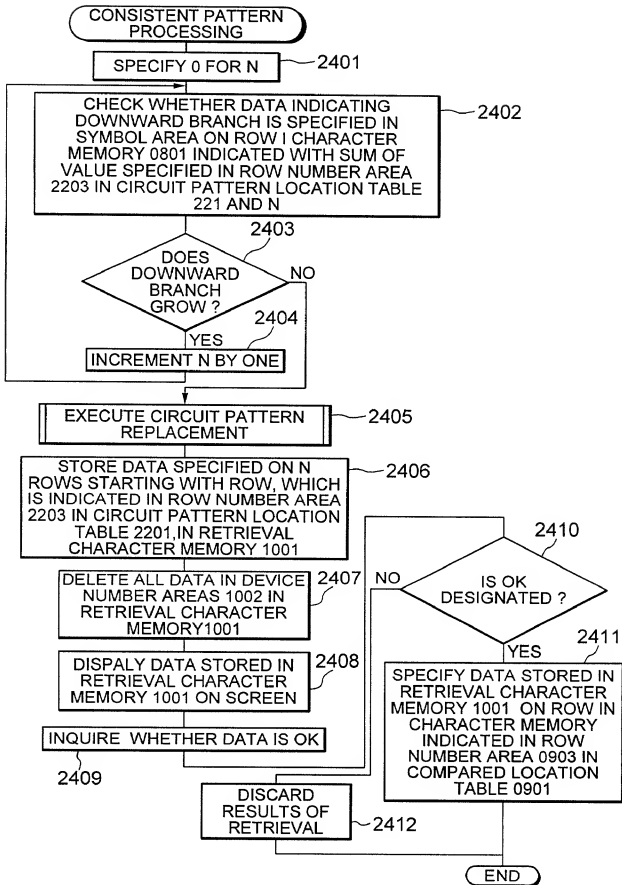 CONSISTENT PATTERN
PROCESSING
SPECIFY 0 FOR N
2401
CHECK WHETHER DATA INDICATING
DOWNWARD BRANCH IS SPECIFIED IN
SYMBOL AREA ON ROW I CHARACTER
MEMORY 0801 INDICATED WITH SUM OF
VALUE SPECIFIED IN ROW NUMBER AREA
2203 IN CIRCUIT PATTERN LOCATION TABLE
221 AND N
2402
2403
DOES
DOWNWARD
BRANCH
GROW ?
NO
YES
2404
INCREMENT N BY ONE
EXECUTE CIRCUIT PATTERN
REPLACEMENT
2405
STORE DATA SPECIFIED ON N
ROWS STARTING WITH ROW, WHICH
IS INDICATED IN ROW NUMBER AREA
2203 IN CIRCUIT PATTERN LOCATION
TABLE 2201,IN RETRIEVAL
CHARACTER MEMORY 1001
2406
DELETE ALL DATA IN DEVICE
NUMBER AREAS 1002 IN
RETRIEVAL CHARACTER
MEMORY1001
2407
DISPALY DATA STORED IN
RETRIEVAL CHARACTER
MEMORY 1001 ON SCREEN
2408
INQUIRE WHETHER DATA IS OK
2409
2410
NO
IS OK
DESIGNATED ?
YES
2411
SPECIFY DATA STORED IN
RETRIEVAL CHARACTER
MEMORY 1001 ON ROW IN
CHARACTER MEMORY
INDICATED IN ROW
NUMBER AREA 0903 IN
COMPARED LOCATION
TABLE 0901
DISCARD
RESULTS OF
RETRIEVAL
2412
END